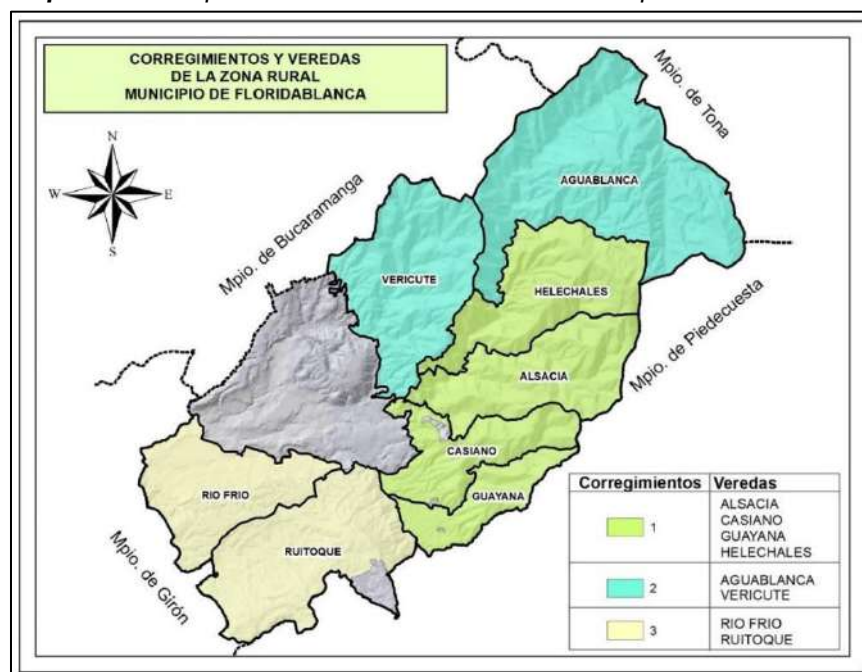 CORREGIMIENTOS Y VEREDAS
DE LA ZONA RURAL
MUNICIPIO DE FLORIDABLANCA
N
W
E
S
Mpio. de Tona
Mpio. de Bucaramanga
Mpio. de Piedecuesta
Mpio. de Girón
AGUABLANCA
VERICUTE
HELECHALES
ALSACIA
CASIANO
GUAYANA
RIO FRIO
RUITOQUE
Corregimientos Veredas
1
ALSACIA
CASIANO
GUAYANA
HELECHALES
2
AGUABLANCA
VERICUTE
3
RIO FRIO
RUITOQUE